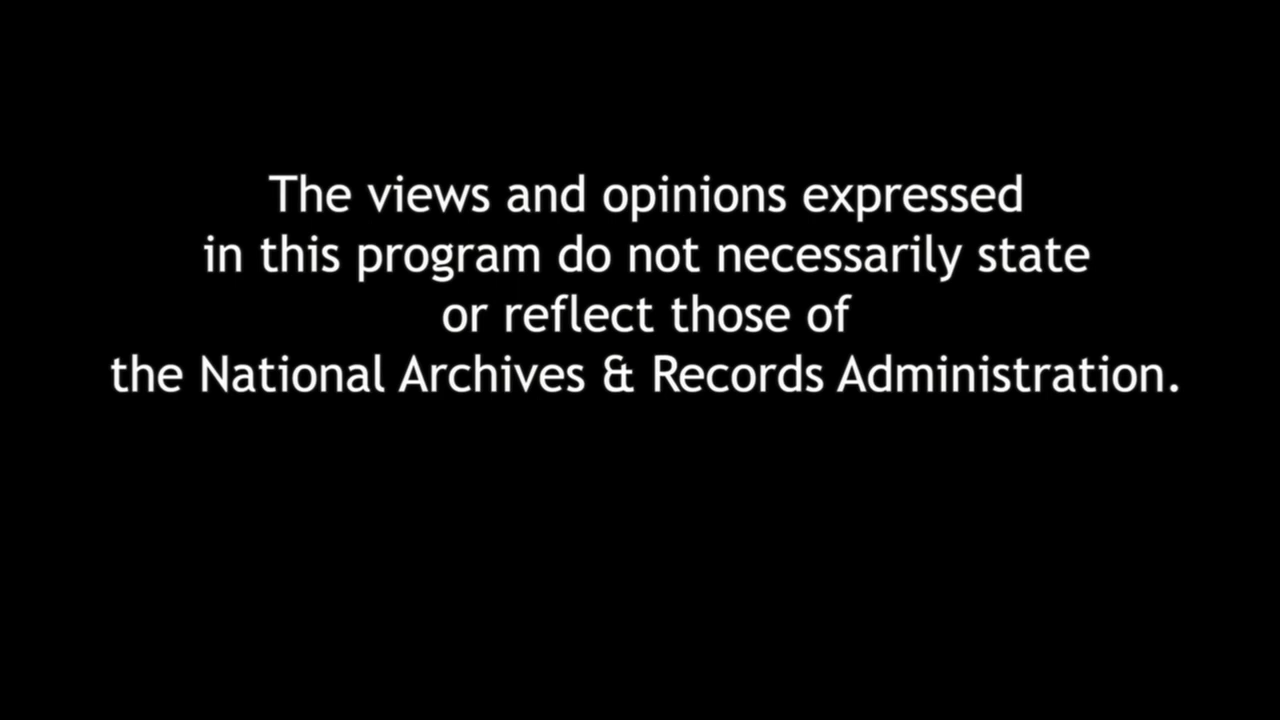 The views and opinions expressed
in this program do not necessarily state
or reflect those of
the National Archives & Records Administration.